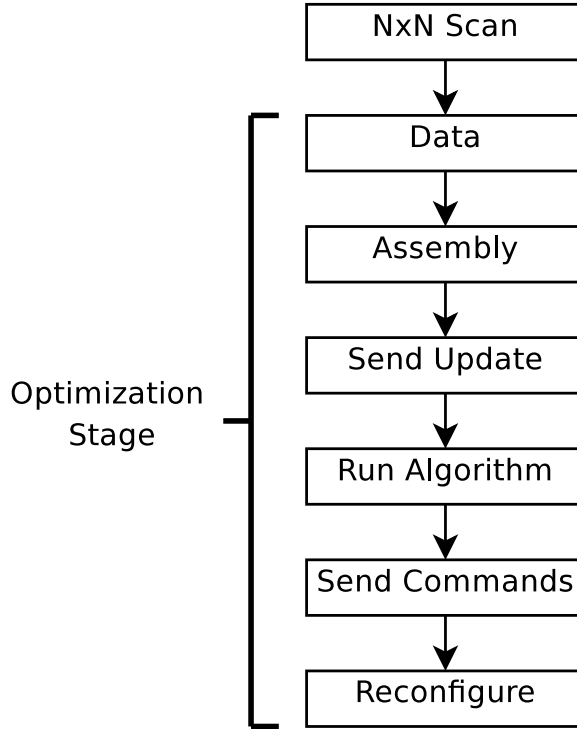 NxN Scan
Data
Assembly
Send Update
Optimization
Stage
Run Algorithm
Send Commands
Reconfigure